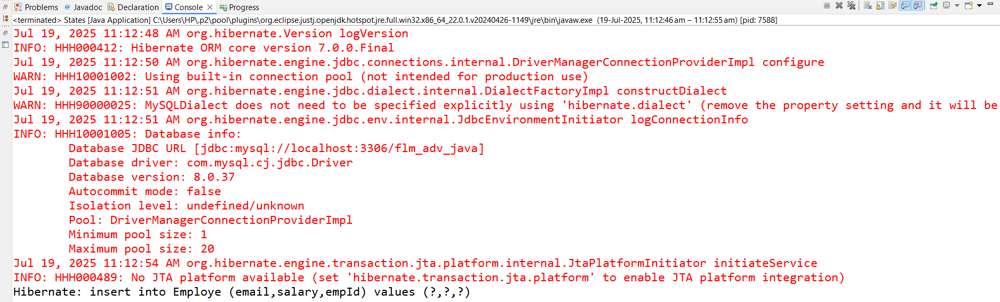 Problems @ Javadoc Declaration Console Progress
<terminated> States [Java Application] C:\Users\HP\.p2\pool\plugins\org.eclipse.justj.openjdk.hotspot.jre.full.win32.x86_64_22.0.1.v20240426-1149\jre\bin\javaw.exe (19-Jul-2025, 11:12:46 am – 11:12:55 am) [pid: 7588]
Jul 19, 2025 11:12:48 AM org.hibernate.Version logVersion
INFO: HHH000412: Hibernate ORM core version 7.0.0.Final
Jul 19, 2025 11:12:50 AM org.hibernate.engine.jdbc.connections.internal.DriverManagerConnectionProviderImpl configure
WARN: HHH10001002: Using built-in connection pool (not intended for production use)
Jul 19, 2025 11:12:51 AM org.hibernate.engine.jdbc.dialect.internal.DialectFactoryImpl constructDialect
WARN: HHH90000025: MySQLDialect does not need to be specified explicitly using 'hibernate.dialect' (remove the property setting and it will be
Jul 19, 2025 11:12:51 AM org.hibernate.engine.jdbc.env.internal.JdbcEnvironmentInitiator logConnectionInfo
INFO: HHH10001005: Database info:
Database JDBC URL [jdbc:mysql://localhost:3306/flm_adv_java]
Database driver: com.mysql.cj.jdbc.Driver
Database version: 8.0.37
Autocommit mode: false
Isolation level: undefined/unknown
Pool: DriverManagerConnectionProviderImpl
Minimum pool size: 1
Maximum pool size: 20
Jul 19, 2025 11:12:54 AM org.hibernate.engine.transaction.jta.platform.internal.JtaPlatformInitiator initiateService
INFO: HHH000489: No JTA platform available (set 'hibernate.transaction.jta.platform' to enable JTA platform integration)
Hibernate: insert into Employe (email,salary,empId) values (?,?,?)